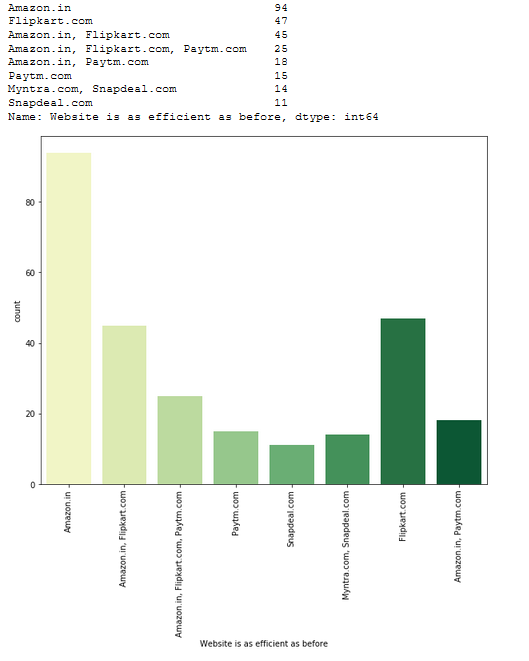 Amazon.in 94
Flipkart.com 47
Amazon.in, Flipkart.com 45
Amazon.in, Flipkart.com, Paytm.com 25
Amazon.in, Paytm.com 18
Paytm.com 15
Myntra.com, Snapdeal.com 14
Snapdeal.com 11
Name: Website is as efficient as before, dtype: int64
80
60
40
20
0
count
Amazon.in
Amazon.in, Flipkart.com
Amazon.in, Flipkart.com, Paytm.com
Paytm.com
Snapdeal.com
Myntra.com, Snapdeal.com
Flipkart.com
Amazon.in, Paytm.com
Website is as efficient as before